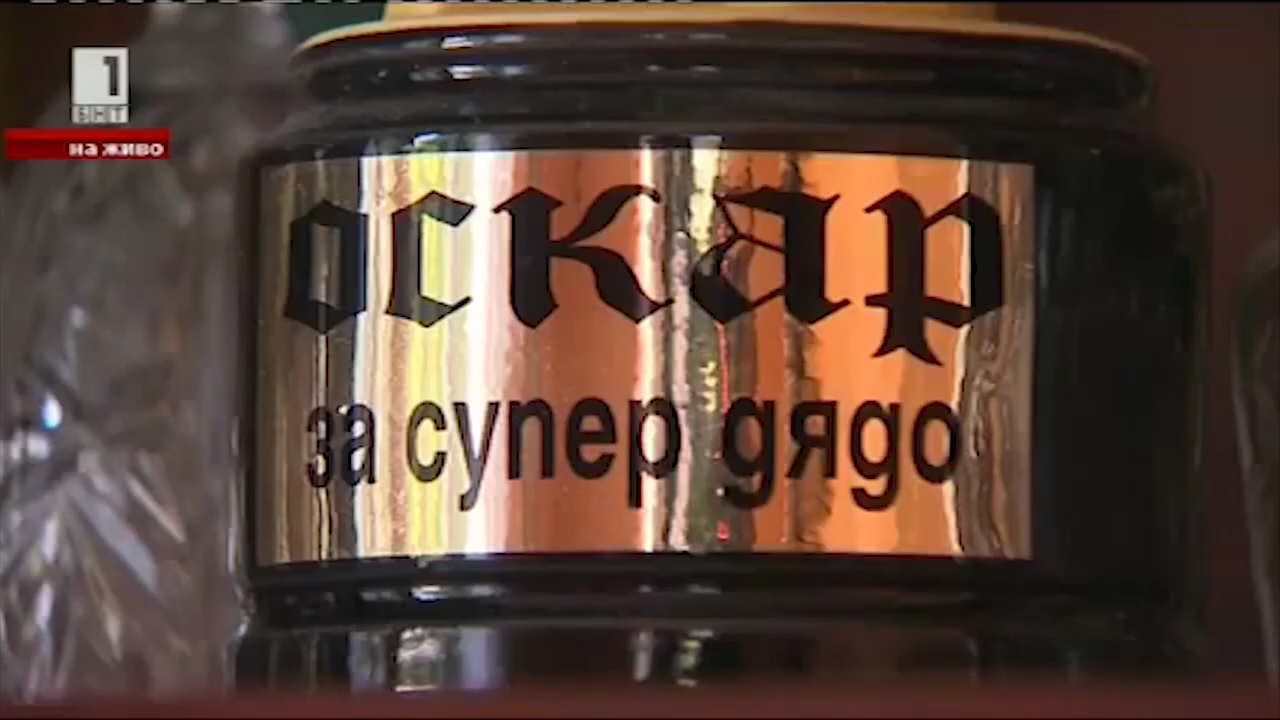 1
БНТ
на живо
оскар
за супер дядо